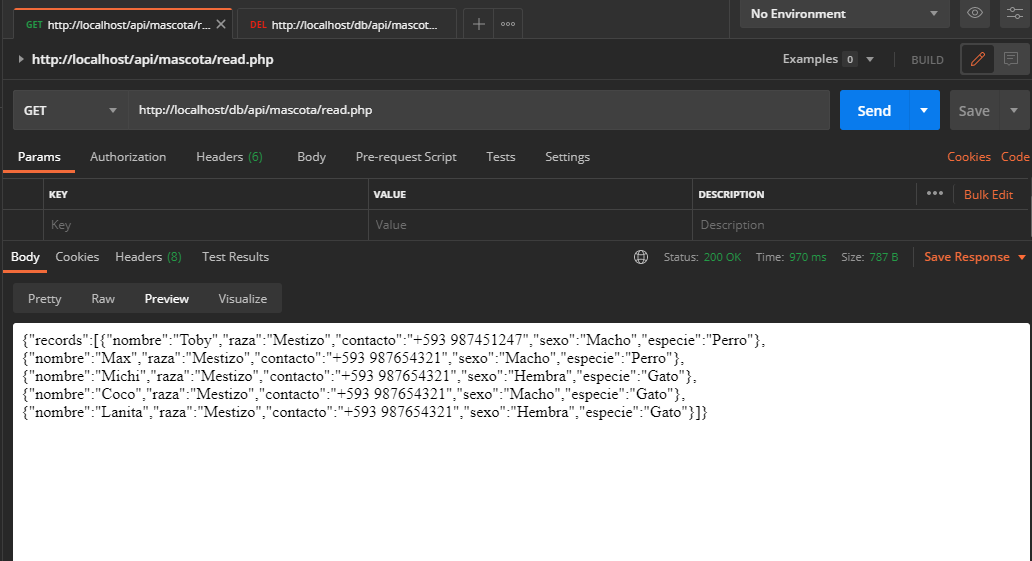 GET http://localhost/api/mascota/r... DEL http://localhost/db/api/mascot... No Environment
http://localhost/api/mascota/read.php Examples 0 BUILD
GET http://localhost/db/api/mascota/read.php Send Save
Params Authorization Headers (6) Body Pre-request Script Tests Settings Cookies Code
KEY VALUE DESCRIPTION Bulk Edit
Key Value Description
Body Cookies Headers (8) Test Results Status: 200 OK Time: 970 ms Size: 787 B Save Response
Pretty Raw Preview Visualize
{"records":[{"nombre":"Toby","raza":"Mestizo","contacto":"+593 987451247","sexo":"Macho","especie":"Perro"},
{"nombre":"Max","raza":"Mestizo","contacto":"+593 987654321","sexo":"Macho","especie":"Perro"},
{"nombre":"Michi","raza":"Mestizo","contacto":"+593 987654321","sexo":"Hembra","especie":"Gato"},
{"nombre":"Coco","raza":"Mestizo","contacto":"+593 987654321","sexo":"Macho","especie":"Gato"},
{"nombre":"Lanita","raza":"Mestizo","contacto":"+593 987654321","sexo":"Hembra","especie":"Gato"}]}